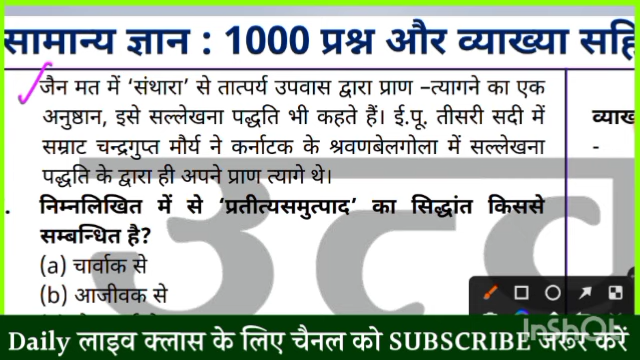 सामान्य ज्ञान : 1000 प्रश्न और व्याख्या सहि
जैन मत में ‘संथारा’ से तात्पर्य उपवास द्वारा प्राण –त्यागने का एक
अनुष्ठान, इसे सल्लेखना पद्धति भी कहते हैं। ई.पू. तीसरी सदी में
सम्राट चन्द्रगुप्त मौर्य ने कर्नाटक के श्रवणबेलगोला में सल्लेखना
पद्धति के द्वारा ही अपने प्राण त्यागे थे।
. निम्नलिखित में से ‘प्रतीत्यसमुत्पाद’ का सिद्धांत किससे
सम्बन्धित है?
(a) चार्वाक से
(b) आजीवक से
व्याख
-
InShOt
Daily लाइव क्लास के लिए चैनल को SUBSCRIBE जरूर करें